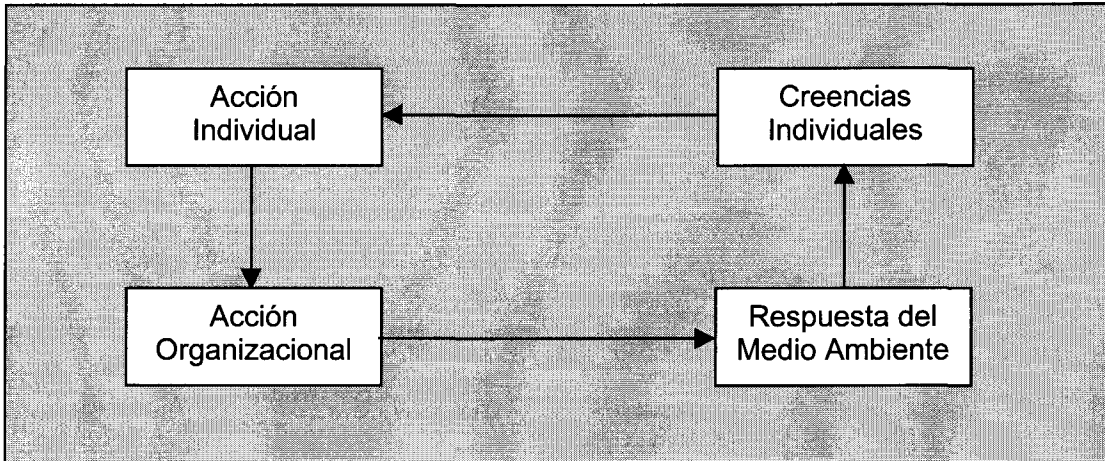 Acción
Individual
Creencias
Individuales
Acción
Organizacional
Respuesta del
Medio Ambiente